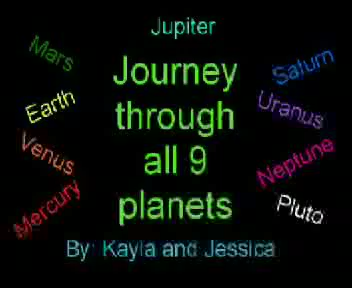 Jupiter
Mars
Saturn
Journey
Earth
Uranus
through
Venus
all 9
Neptune
Mercury
planets
Pluto
By: Kayla and Jessica